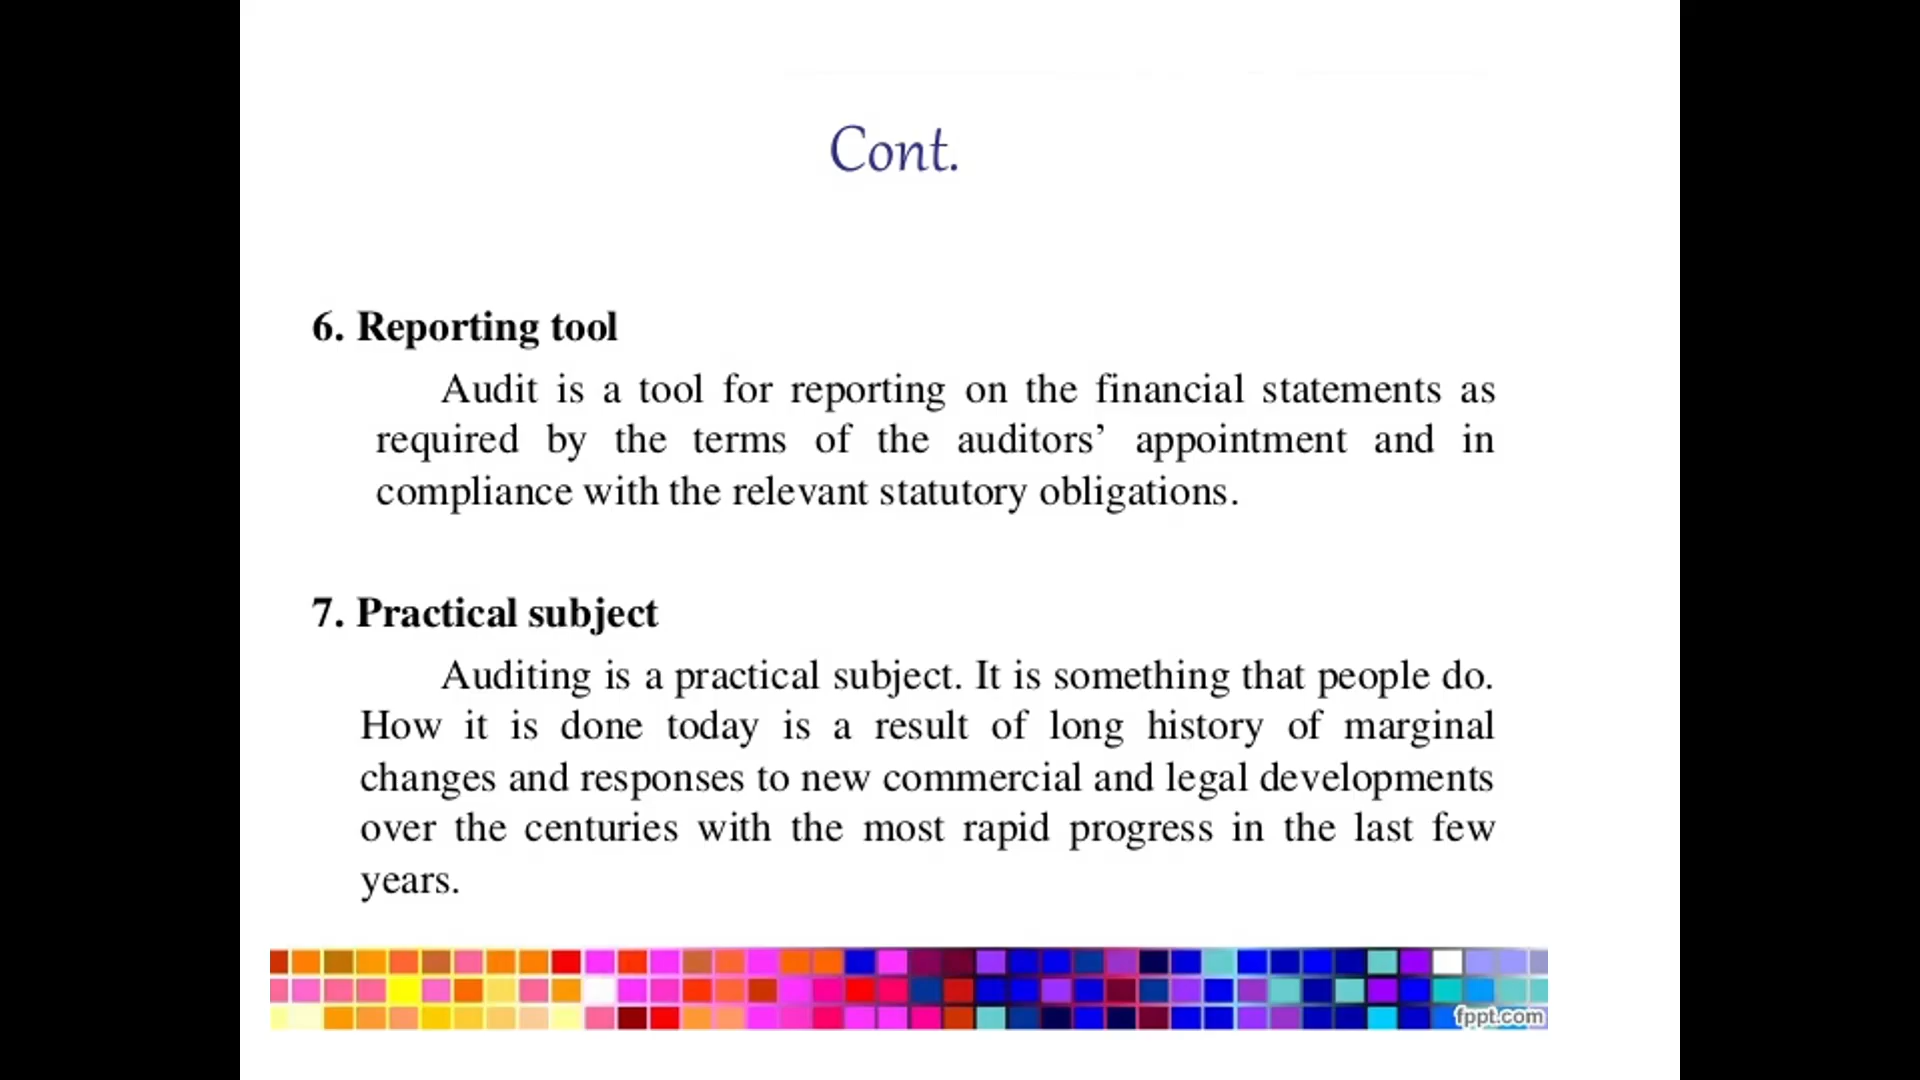 Cont.
6. Reporting tool
Audit is a tool for reporting on the financial statements as
required by the terms of the auditors’ appointment and in
compliance with the relevant statutory obligations.
7. Practical subject
Auditing is a practical subject. It is something that people do.
How it is done today is a result of long history of marginal
changes and responses to new commercial and legal developments
over the centuries with the most rapid progress in the last few
years.
fppt.com